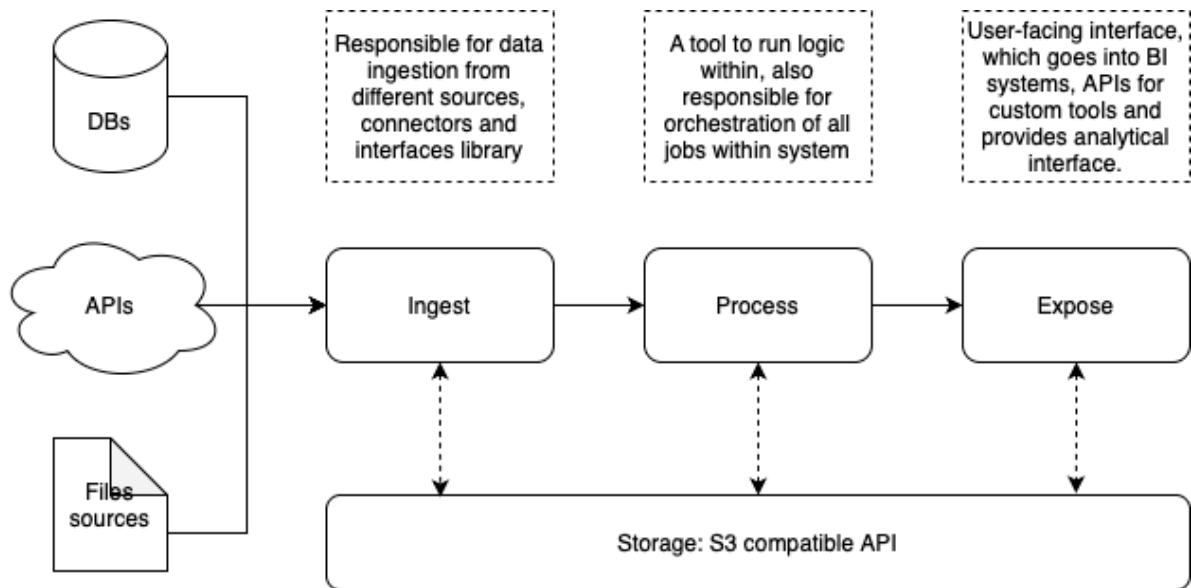 DBs
Responsible for data
ingestion from
different sources,
connectors and
interfaces library
A tool to run logic
within, also
responsible for
orchestration of all
jobs within system
User-facing interface,
which goes into BI
systems, APIs for
custom tools and
provides analytical
interface.
APIs
Ingest
Process
Expose
Files
sources
Storage: S3 compatible API